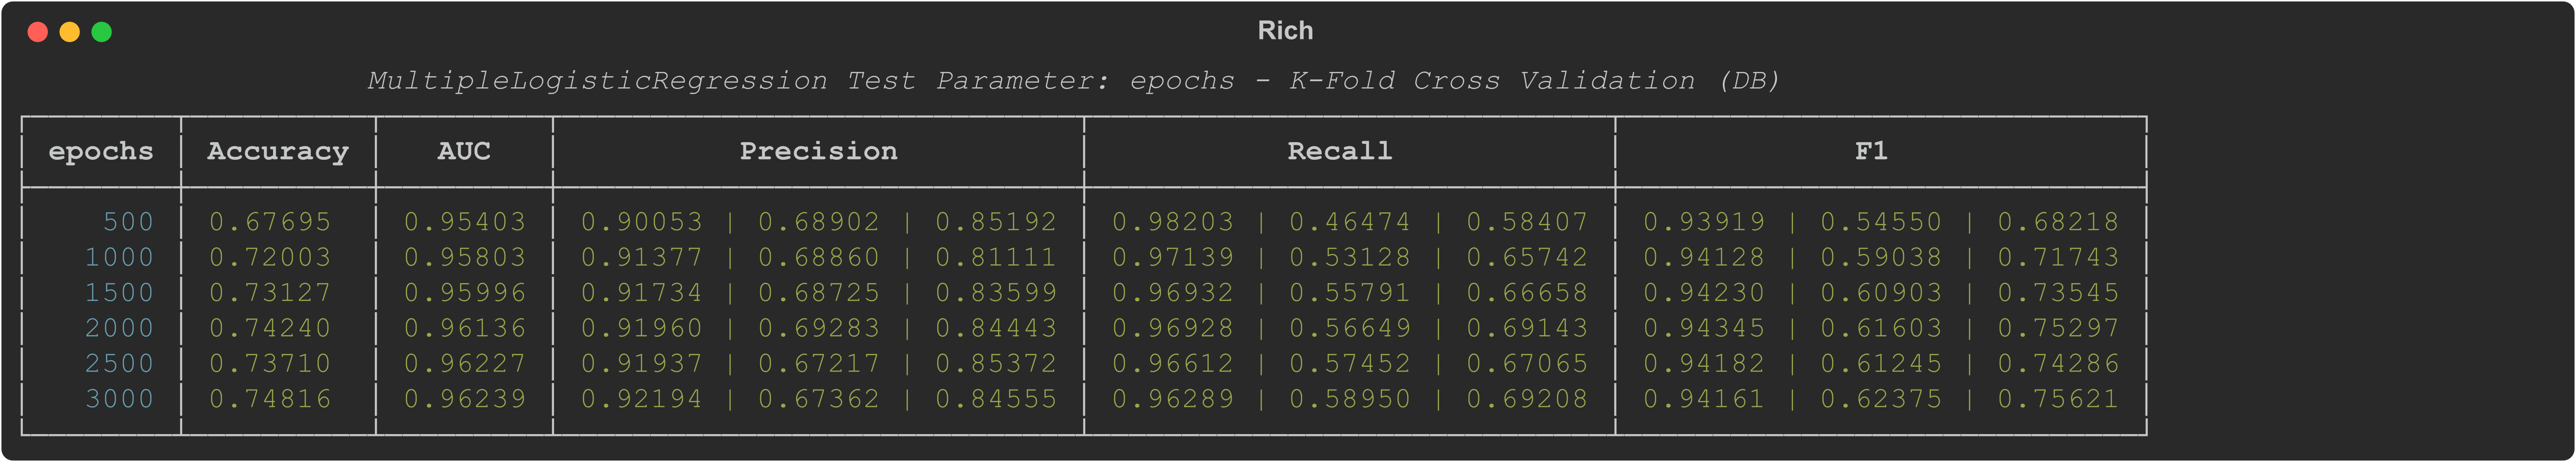 Rich
MultipleLogisticRegression Test Parameter: epochs - K-Fold Cross Validation (DB)
epochs | Accuracy | AUC | Precision | Recall | F1
500 | 0.67695 | 0.95403 | 0.90053 | 0.68902 | 0.85192 | 0.98203 | 0.46474 | 0.58407 | 0.93919 | 0.54550 | 0.68218
1000 | 0.72003 | 0.95803 | 0.91377 | 0.68860 | 0.81111 | 0.97139 | 0.53128 | 0.65742 | 0.94128 | 0.59038 | 0.71743
1500 | 0.73127 | 0.95996 | 0.91734 | 0.68725 | 0.83599 | 0.96932 | 0.55791 | 0.66658 | 0.94230 | 0.60903 | 0.73545
2000 | 0.74240 | 0.96136 | 0.91960 | 0.69283 | 0.84443 | 0.96928 | 0.56649 | 0.69143 | 0.94345 | 0.61603 | 0.75297
2500 | 0.73710 | 0.96227 | 0.91937 | 0.67217 | 0.85372 | 0.96612 | 0.57452 | 0.67065 | 0.94182 | 0.61245 | 0.74286
3000 | 0.74816 | 0.96239 | 0.92194 | 0.67362 | 0.84555 | 0.96289 | 0.58950 | 0.69208 | 0.94161 | 0.62375 | 0.75621